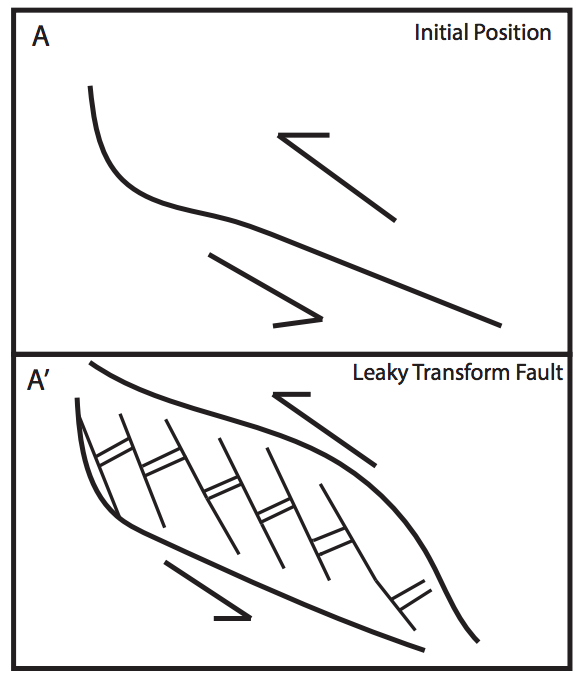 A
Initial Position
A′
Leaky Transform Fault